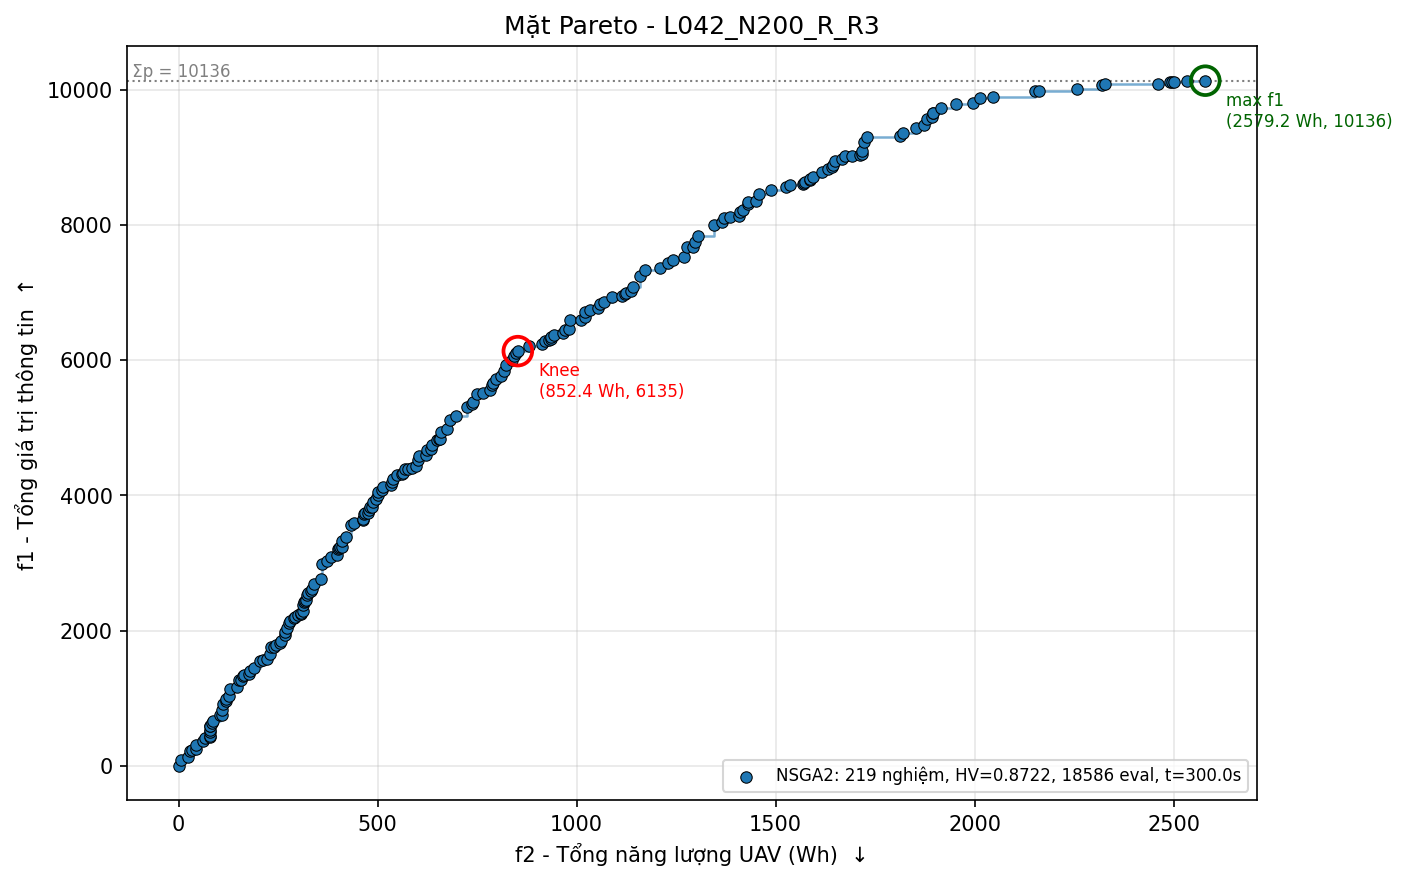 Mặt Pareto - L042_N200_R_R3
Σp = 10136
max f1
(2579.2 Wh, 10136)
Knee
(852.4 Wh, 6135)
f1 - Tổng giá trị thông tin ↑
10000
8000
6000
4000
2000
0
NSGA2: 219 nghiệm, HV=0.8722, 18586 eval, t=300.0s
0 500 1000 1500 2000 2500
f2 - Tổng năng lượng UAV (Wh) ↓